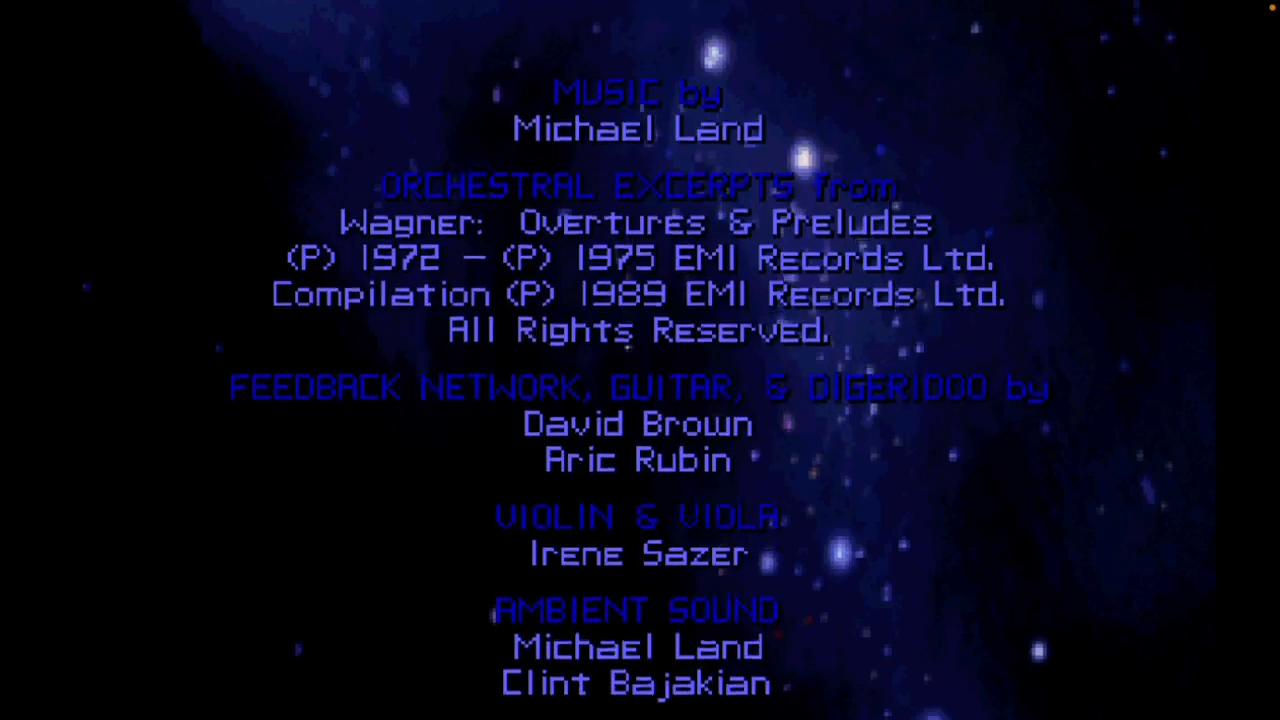 MUSIC by
Michael Land
ORCHESTRAL EXCERPTS from
Wagner: Overtures & Preludes
(P) 1972 – (P) 1975 EMI Records Ltd.
Compilation (P) 1989 EMI Records Ltd.
All Rights Reserved.
FEEDBACK NETWORK, GUITAR, & DIGERIDOO by
David Brown
Aric Rubin
VIOLIN & VIOLA
Irene Sazer
AMBIENT SOUND
Michael Land
Clint Bajakian